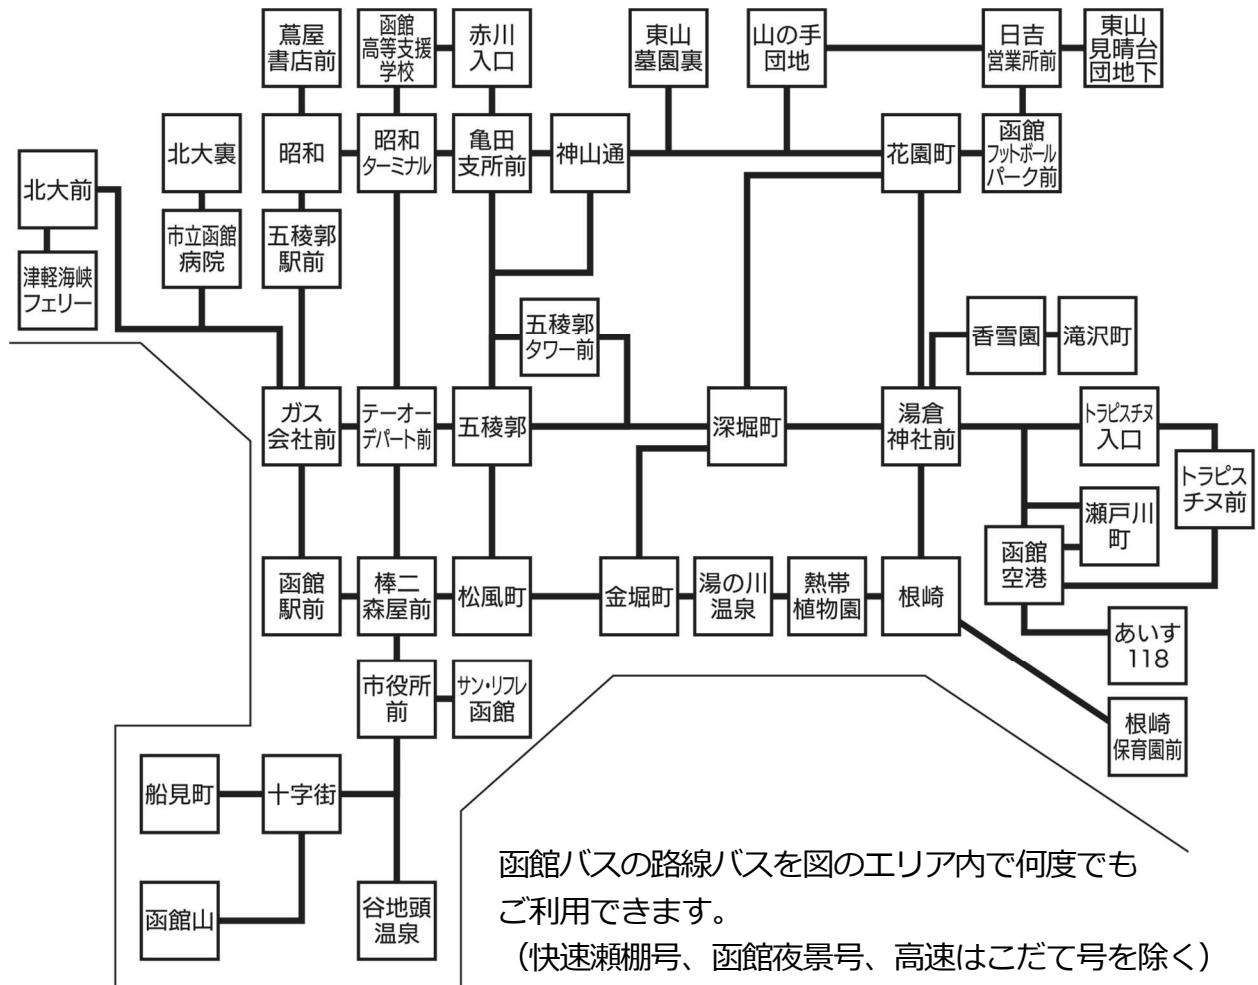 蔦屋
書店前
函館
高等支援
学校
赤川
入口
東山
墓園裏
山の手
団地
日吉
営業所前
東山
見晴台
団地下
北大前
北大裏
昭和
昭和
ターミナル
亀田
支所前
神山通
花園町
函館
フットボール
パーク前
津軽海峡
フェリー
市立函館
病院
五稜郭
駅前
五稜郭
タワー前
香雪園
滝沢町
ガス
会社前
テーオー
デパート前
五稜郭
深堀町
湯倉
神社前
トラピスチヌ
入口
トラピス
チヌ前
瀬戸川
町
函館
空港
函館
駅前
棒二
森屋前
松風町
金堀町
湯の川
温泉
熱帯
植物園
根崎
あいす
118
市役所
前
サン・リフレ
函館
根崎
保育園前
船見町
十字街
函館山
谷地頭
温泉
函館バスの路線バスを図のエリア内で何度でも
ご利用できます。
（快速瀬棚号、函館夜景号、高速はこだて号を除く）